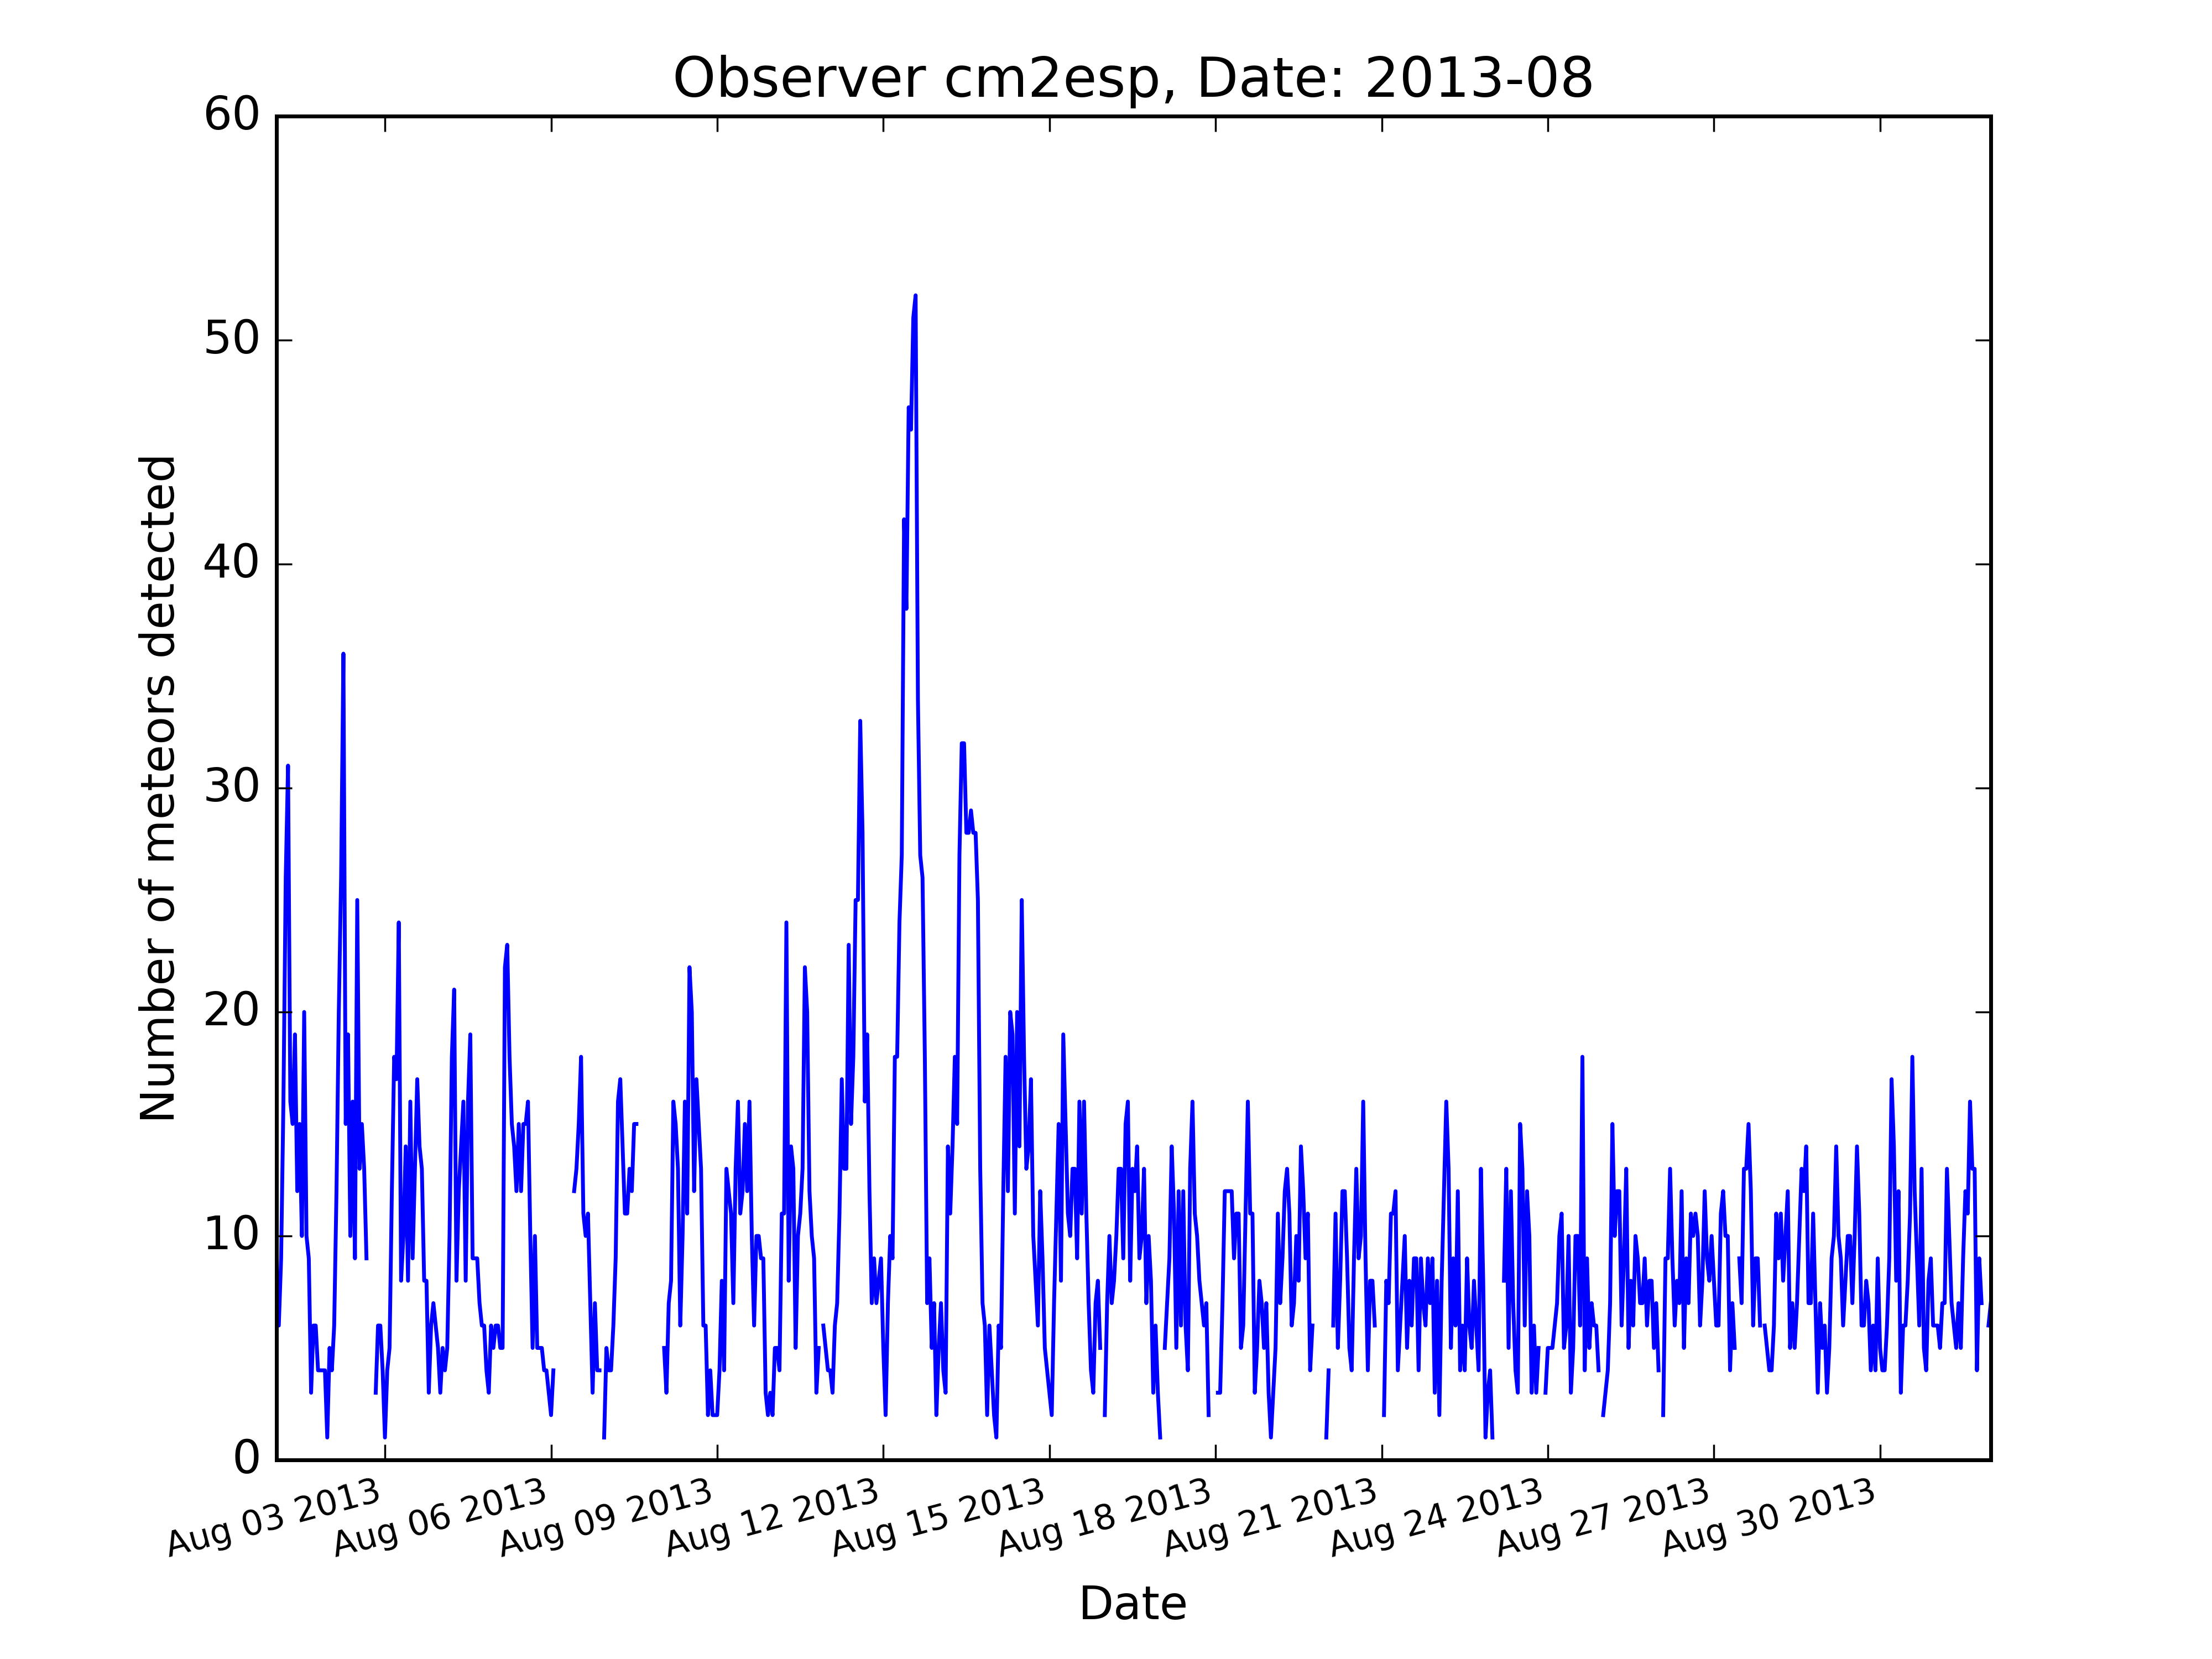 Observer cm2esp, Date: 2013-08
60
50
40
30
20
10
0
Number of meteors detected
Aug 03 2013
Aug 06 2013
Aug 09 2013
Aug 12 2013
Aug 15 2013
Aug 18 2013
Aug 21 2013
Aug 24 2013
Aug 27 2013
Aug 30 2013
Date